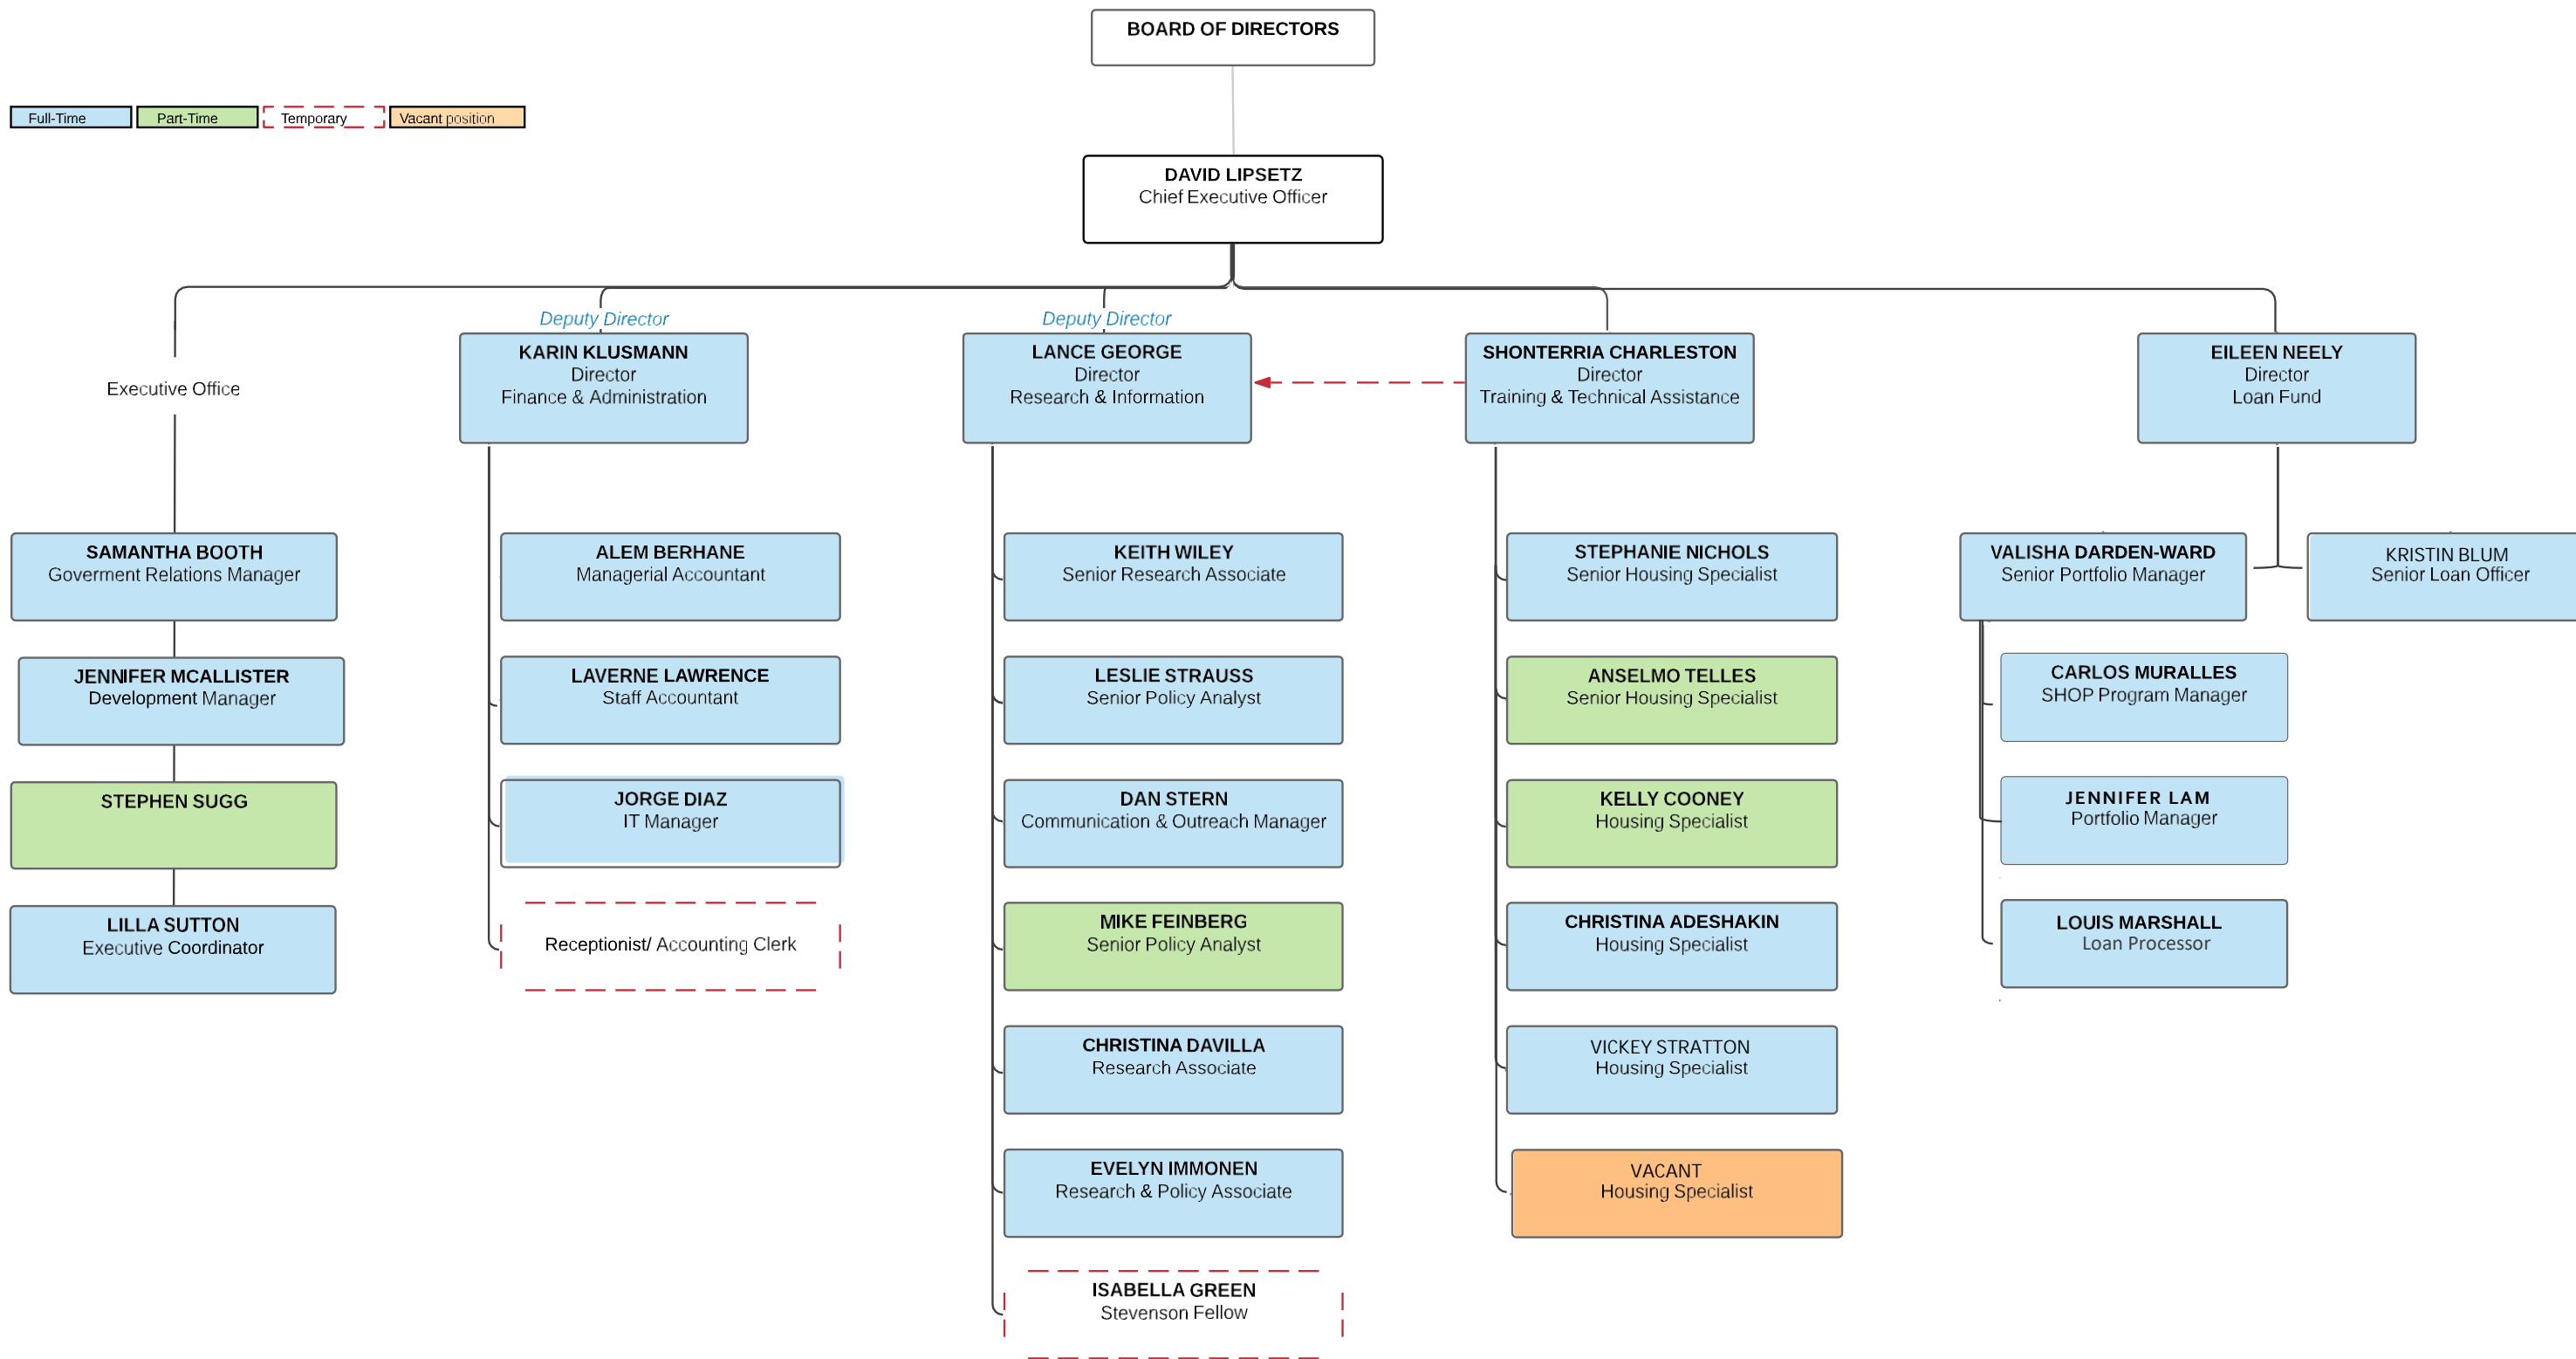 BOARD OF DIRECTORS
Full-Time
Part-Time
Temporary
Vacant position
DAVID LIPSETZ
Chief Executive Officer
Executive Office
SAMANTHA BOOTH
Goverment Relations Manager
JENNIFER MCALLISTER
Development Manager
STEPHEN SUGG
LILLA SUTTON
Executive Coordinator
Deputy Director
KARIN KLUSMANN
Director
Finance & Administration
ALEM BERHANE
Managerial Accountant
LAVERNE LAWRENCE
Staff Accountant
JORGE DIAZ
IT Manager
Receptionist/ Accounting Clerk
Deputy Director
LANCE GEORGE
Director
Research & Information
KEITH WILEY
Senior Research Associate
LESLIE STRAUSS
Senior Policy Analyst
DAN STERN
Communication & Outreach Manager
MIKE FEINBERG
Senior Policy Analyst
CHRISTINA DAVILLA
Research Associate
EVELYN IMMONEN
Research & Policy Associate
ISABELLA GREEN
Stevenson Fellow
SHONTERRIA CHARLESTON
Director
Training & Technical Assistance
STEPHANIE NICHOLS
Senior Housing Specialist
ANSELMO TELLES
Senior Housing Specialist
KELLY COONEY
Housing Specialist
CHRISTINA ADESHAKIN
Housing Specialist
VICKEY STRATTON
Housing Specialist
VACANT
Housing Specialist
EILEEN NEELY
Director
Loan Fund
VALISHA DARDEN-WARD
Senior Portfolio Manager
KRISTIN BLUM
Senior Loan Officer
CARLOS MURALLES
SHOP Program Manager
JENNIFER LAM
Portfolio Manager
LOUIS MARSHALL
Loan Processor